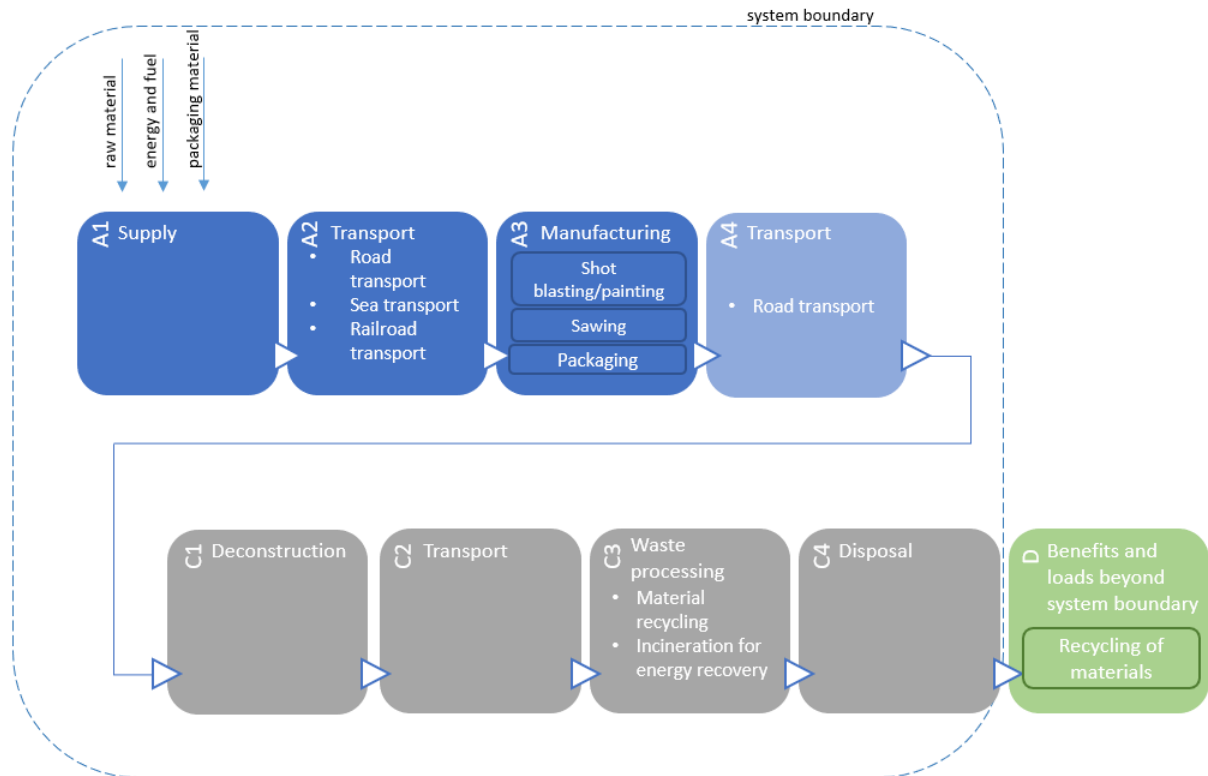 system boundary
raw material
energy and fuel
packaging material
A1 Supply
A2 Transport
• Road
transport
• Sea transport
• Railroad
transport
A3 Manufacturing
Shot
blasting/painting
Sawing
Packaging
A4 Transport
• Road transport
C1 Deconstruction
C2 Transport
C3 Waste
processing
• Material
recycling
• Incineration for
energy recovery
C4 Disposal
D Benefits and
loads beyond
system boundary
Recycling of
materials